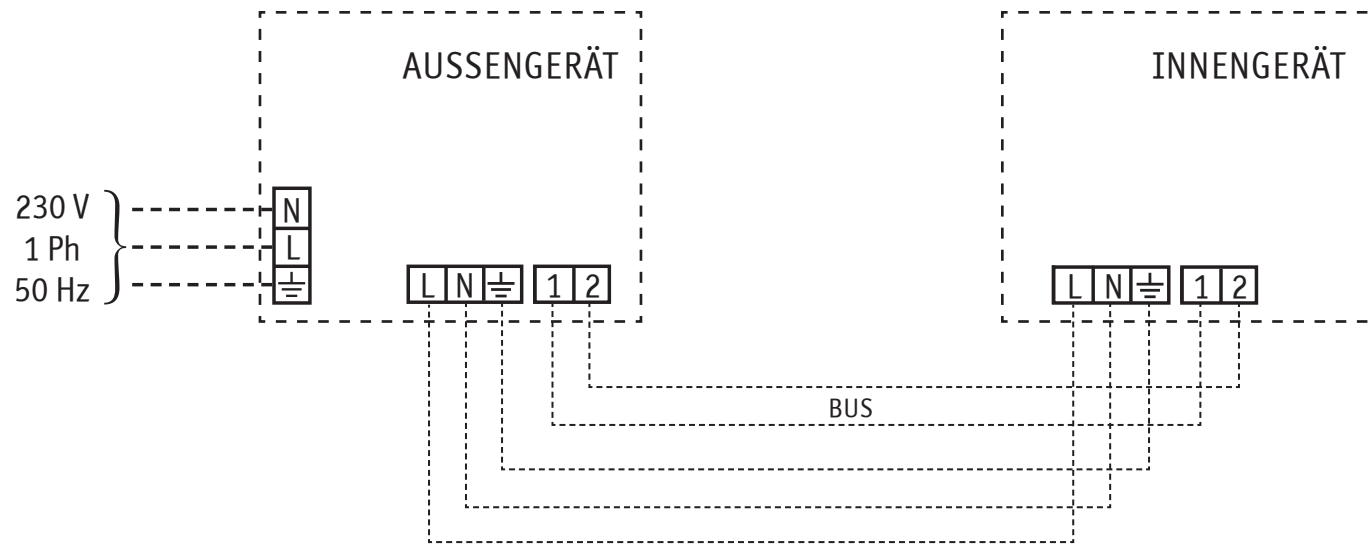 AUSSENGERÄT
INNENGERÄT
230 V
1 Ph
50 Hz
N
L
L N 1 2
L N 1 2
BUS